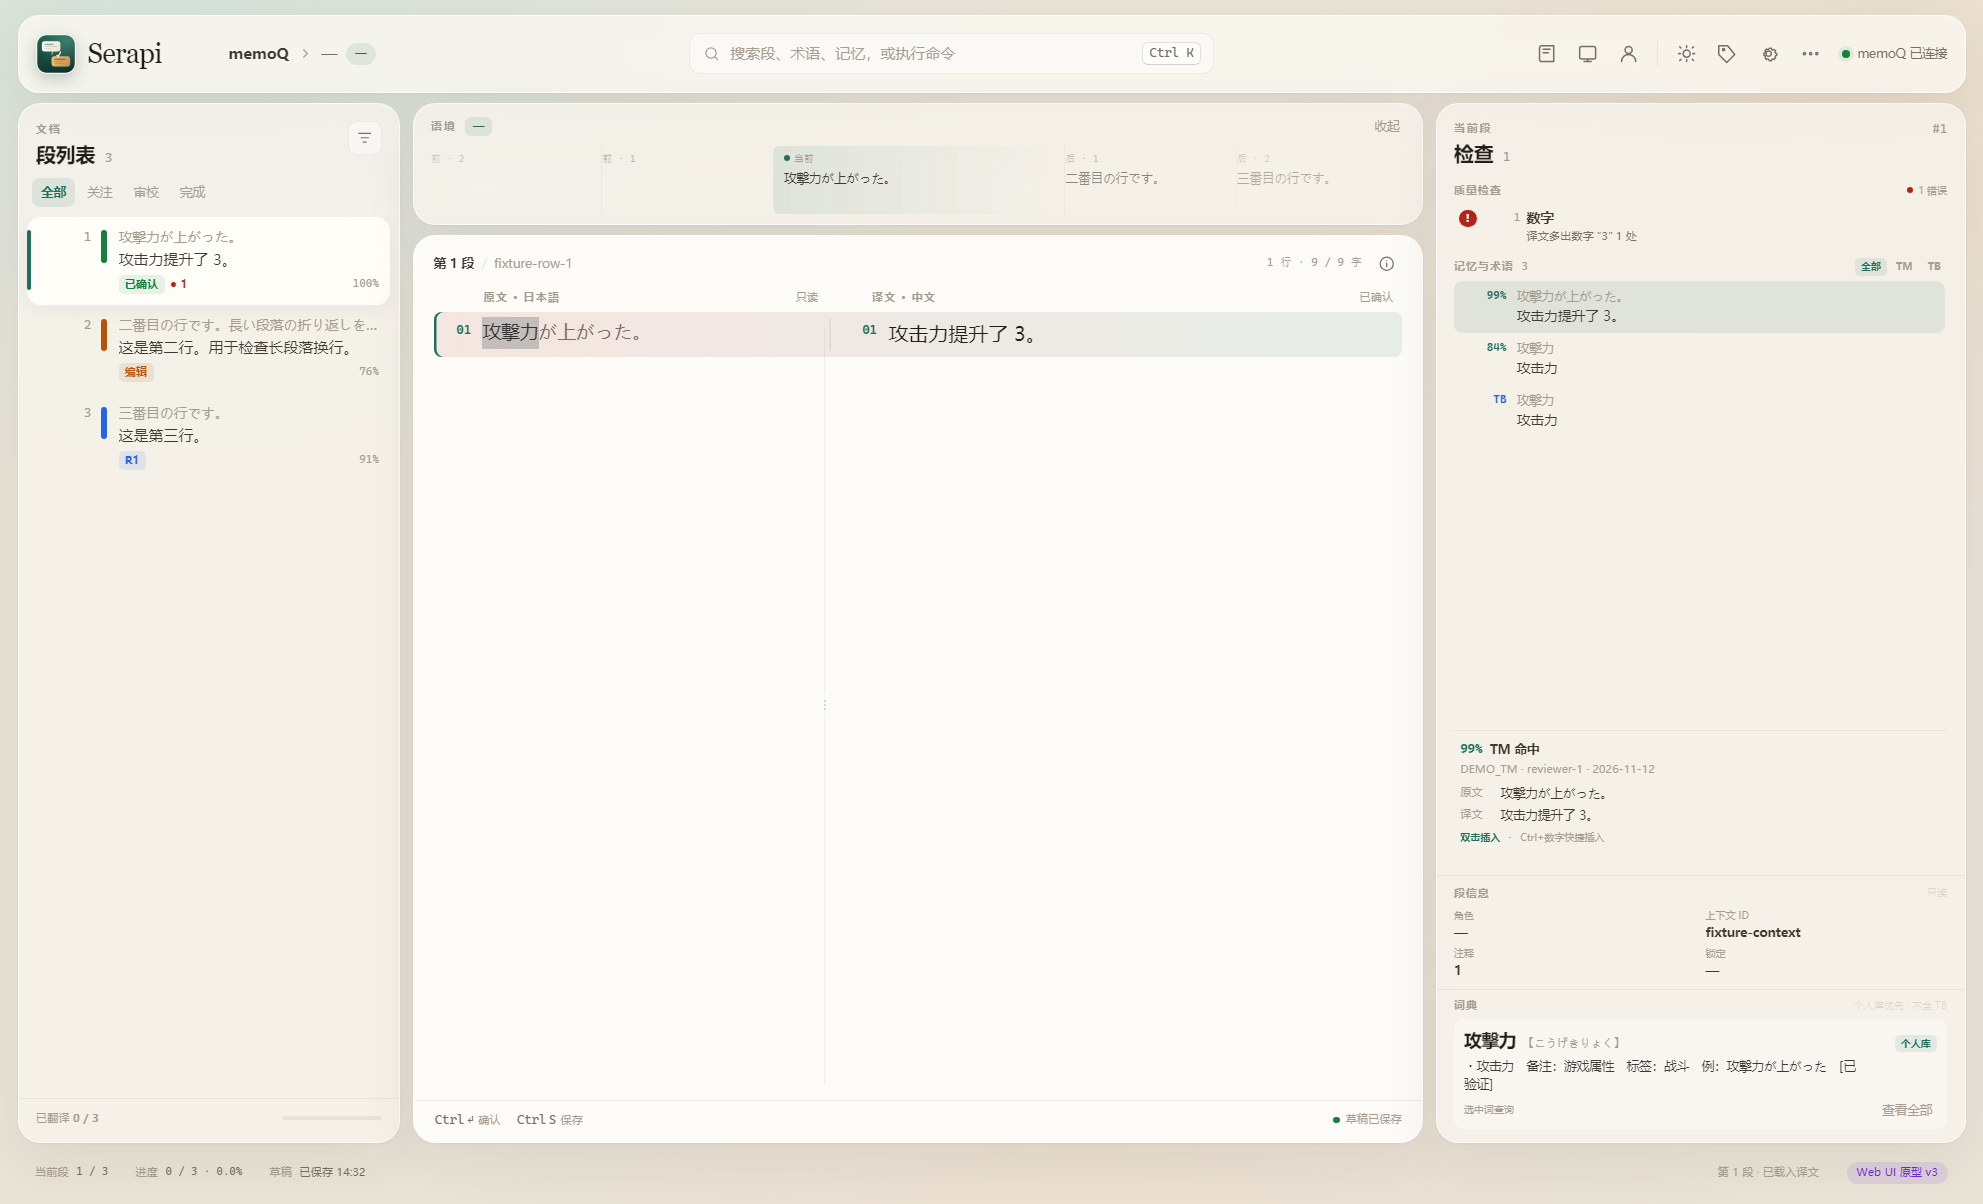 Serapi
memoQ › — —
搜索段、术语、记忆，或执行命令 Ctrl K
memoQ 已连接
文档
段列表 3
全部 关注 审校 完成
1 攻撃力が上がった。
攻击力提升了 3。
已确认 • 1 100%
2 二番目の行です。長い段落の折り返しを…
这是第二行。用于检查长段落换行。
编辑 76%
3 三番目の行です。
这是第三行。
R1 91%
已翻译 0 / 3
语境 — 收起
前 · 2
前 · 1
当前
攻撃力が上がった。
后 · 1
二番目の行です。
后 · 2
三番目の行です。
第 1 段 / fixture-row-1 1 行 · 9 / 9 字
原文 • 日本語 只读 译文 • 中文 已确认
01 攻撃力が上がった。 01 攻击力提升了 3。
Ctrl ↵ 确认 Ctrl S 保存 草稿已保存
当前段 #1
检查 1
质量检查 1 错误
1 数字
译文多出数字 “3” 1 处
记忆与术语 3 全部 TM TB
99% 攻撃力が上がった。
攻击力提升了 3。
84% 攻撃力
攻击力
TB 攻撃力
攻击力
99% TM 命中
DEMO_TM · reviewer-1 · 2026-11-12
原文 攻撃力が上がった。
译文 攻击力提升了 3。
双击插入 · Ctrl+数字快捷插入
段信息 只读
角色 上下文 ID
— fixture-context
注释 锁定
1 —
词典 个人库优先 · 不含 TB
攻撃力 【こうげきりょく】 个人库
· 攻击力 备注：游戏属性 标签：战斗 例：攻撃力が上がった [已
验证]
选中词查询 查看全部
当前段 1 / 3 进度 0 / 3 · 0.0% 草稿 已保存 14:32
第 1 段 · 已载入译文 Web UI 原型 v3